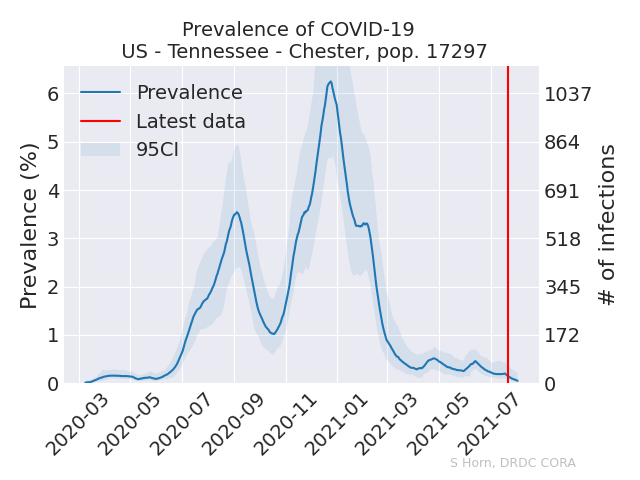 Prevalence of COVID-19
US - Tennessee - Chester, pop. 17297
Prevalence
Latest data
95CI
Prevalence (%)
6
5
4
3
2
1
0
1037
864
691
518
345
172
0
# of infections
2020-03
2020-05
2020-07
2020-09
2020-11
2021-01
2021-03
2021-05
2021-07
S Horn, DRDC CORA